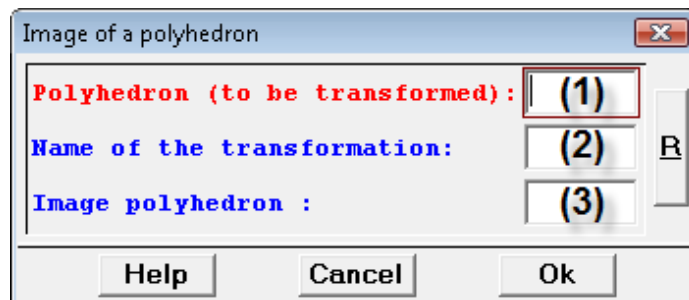 Image of a polyhedron
Polyhedron (to be transformed): (1)
Name of the transformation: (2)
R
Image polyhedron : (3)
Help Cancel Ok